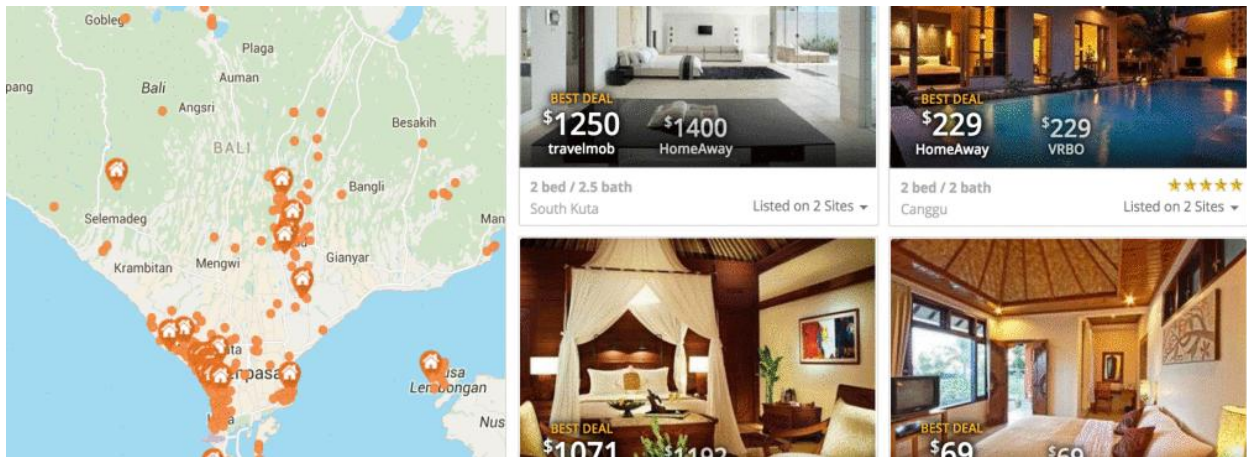 Gobleg
Plaga
Auman
pang
Bali
Angsri
Besakih
BALI
Bangli
Selemadeg
Man
Krambitan
Mengwi
Gianyar
Lembongan
Nus
BEST DEAL
$1250
$1400
travelmob
HomeAway
2 bed / 2.5 bath
South Kuta
Listed on 2 Sites
BEST DEAL
$229
$229
HomeAway
VRBO
2 bed / 2 bath
Canggu
Listed on 2 Sites
BEST DEAL
$1071
$1192
BEST DEAL
$69
$69